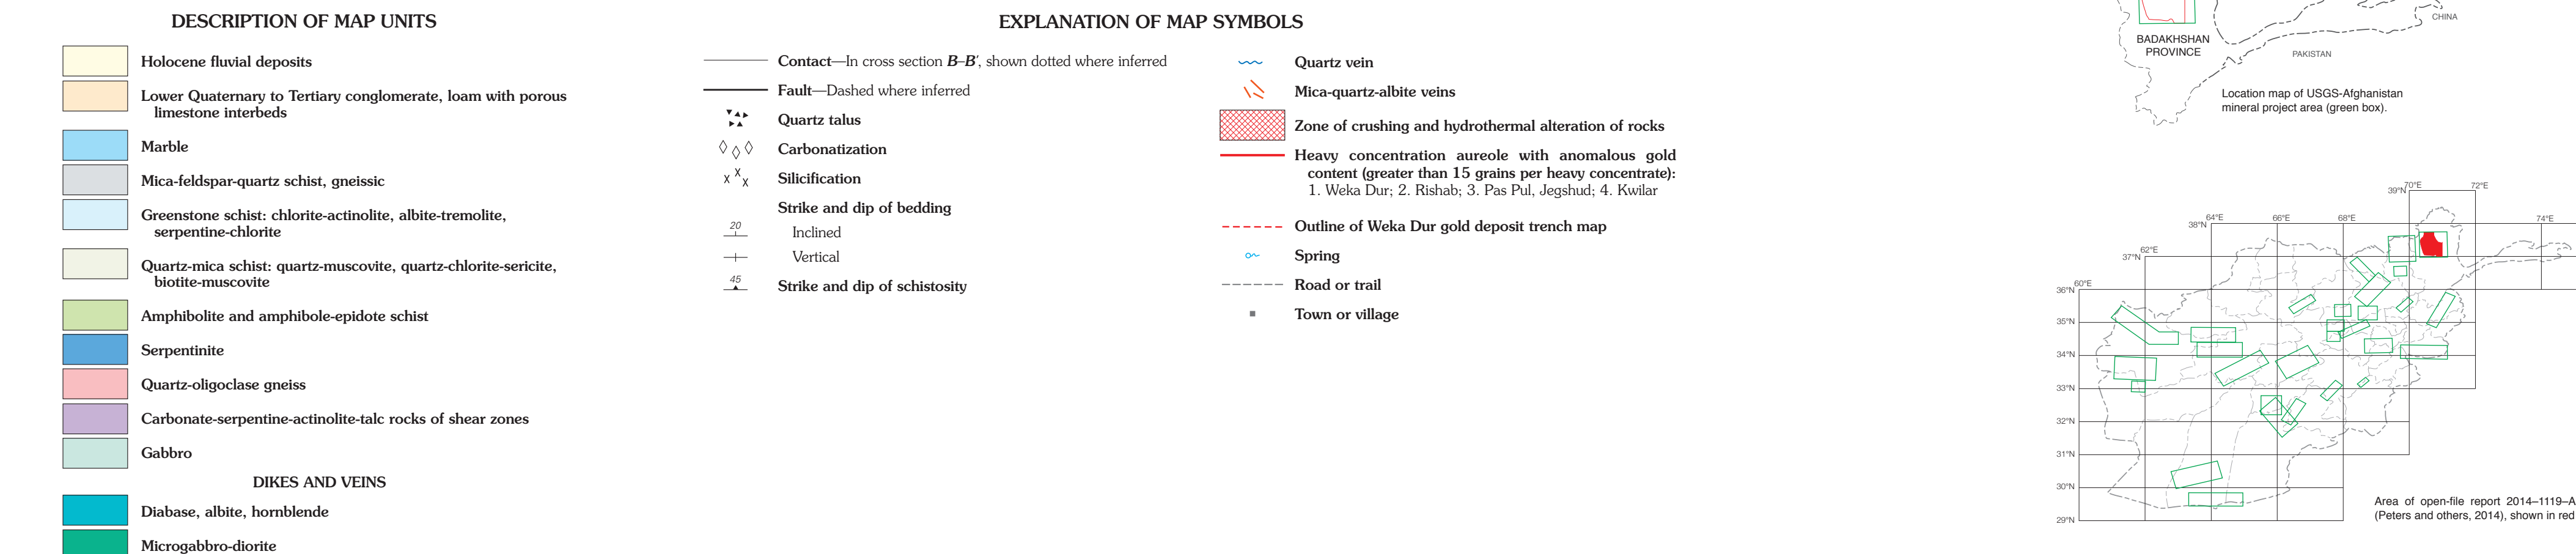 DESCRIPTION OF MAP UNITS
Holocene fluvial deposits
Lower Quaternary to Tertiary conglomerate, loam with porous
limestone interbeds
Marble
Mica-feldspar-quartz schist, gneissic
Greenstone schist: chlorite-actinolite, albite-tremolite,
serpentine-chlorite
Quartz-mica schist: quartz-muscovite, quartz-chlorite-sericite,
biotite-muscovite
Amphibolite and amphibole-epidote schist
Serpentinite
Quartz-oligoclase gneiss
Carbonate-serpentine-actinolite-talc rocks of shear zones
Gabbro
DIKES AND VEINS
Diabase, albite, hornblende
Microgabbro-diorite
EXPLANATION OF MAP SYMBOLS
Contact—In cross section B–B′, shown dotted where inferred
Fault—Dashed where inferred
Quartz talus
Carbonatization
Silicification
Strike and dip of bedding
20
Inclined
Vertical
45
Strike and dip of schistosity
Quartz vein
Mica-quartz-albite veins
Zone of crushing and hydrothermal alteration of rocks
Heavy concentration aureole with anomalous gold
content (greater than 15 grains per heavy concentrate):
1. Weka Dur; 2. Rishab; 3. Pas Pul, Jegshud; 4. Kwilar
Outline of Weka Dur gold deposit trench map
Spring
Road or trail
Town or village
CHINA
BADAKHSHAN
PROVINCE
PAKISTAN
Location map of USGS-Afghanistan
mineral project area (green box).
70°E
72°E
39°N
64°E
66°E
68°E
74°E
38°N
62°E
37°N
60°E
36°N
35°N
34°N
33°N
32°N
31°N
30°N
29°N
Area of open-file report 2014–1119–A
(Peters and others, 2014), shown in red